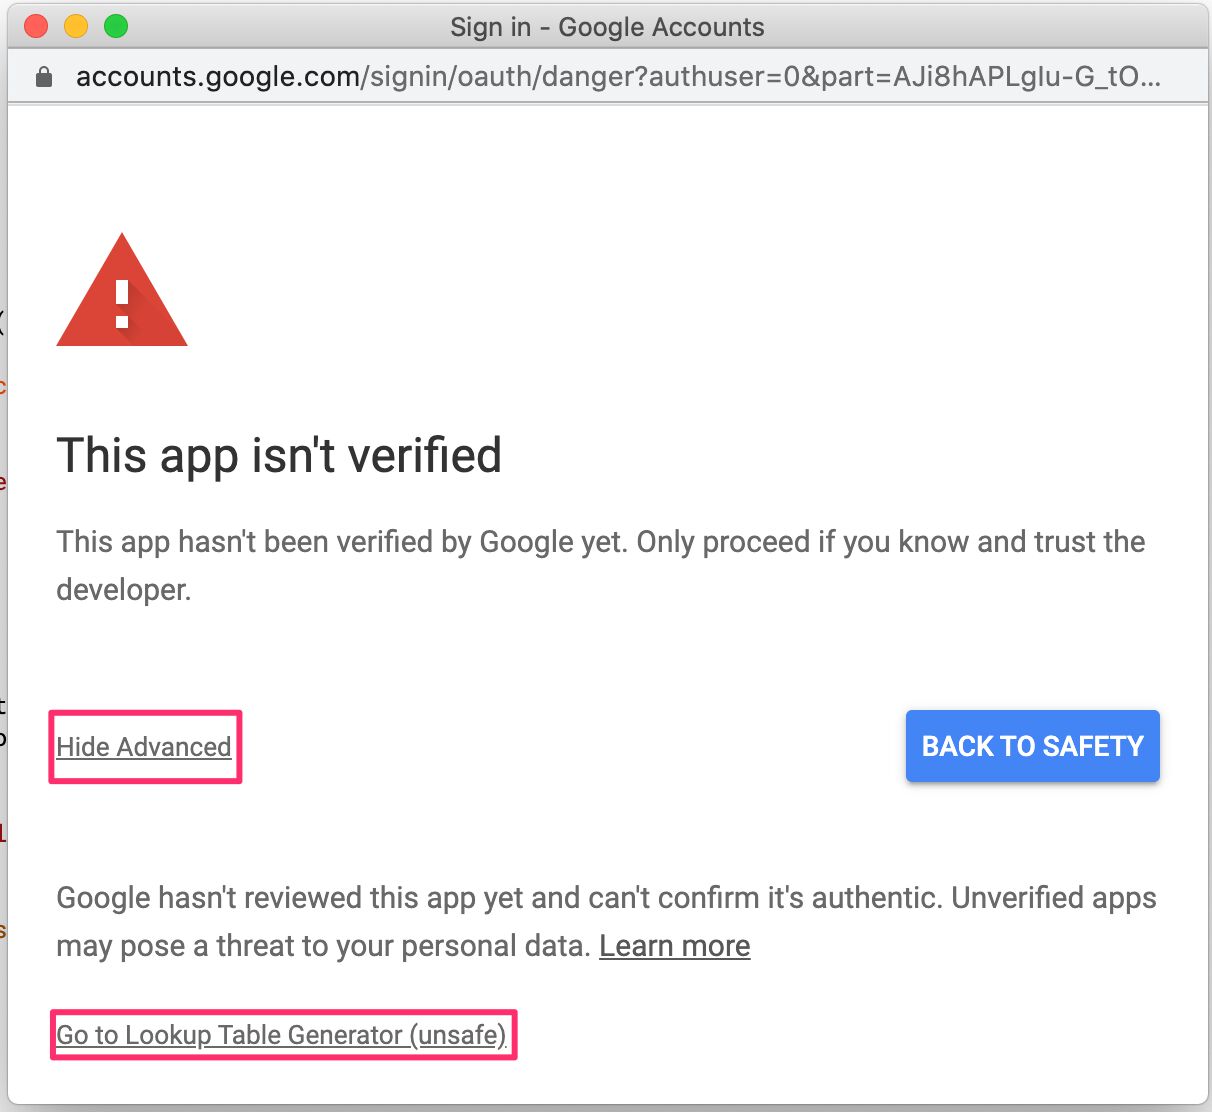 Sign in - Google Accounts
accounts.google.com/signin/oauth/danger?authuser=0&part=AJi8hAPLgIu-G_tO...
This app isn't verified
This app hasn't been verified by Google yet. Only proceed if you know and trust the
developer.
Hide Advanced
BACK TO SAFETY
Google hasn't reviewed this app yet and can't confirm it's authentic. Unverified apps
may pose a threat to your personal data. Learn more
Go to Lookup Table Generator (unsafe)